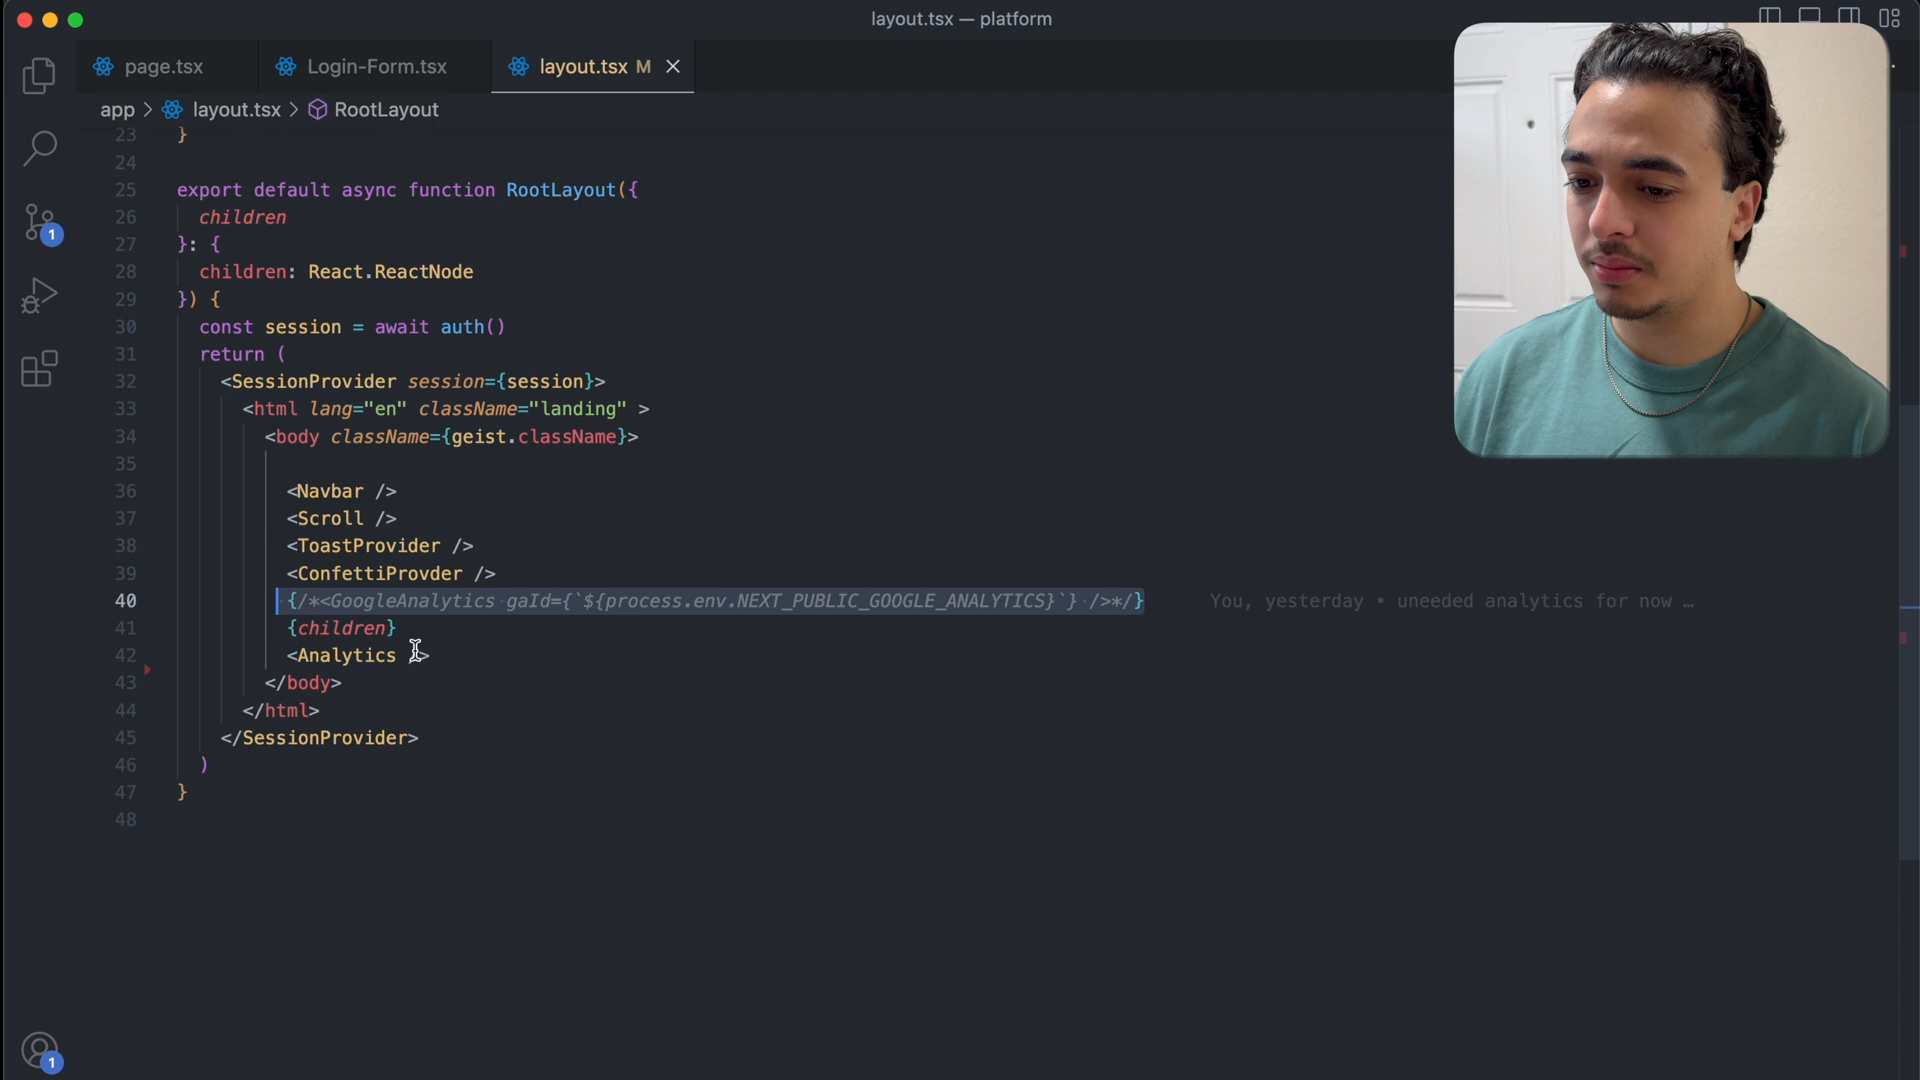 layout.tsx — platform
page.tsx
Login-Form.tsx
layout.tsx M
app > layout.tsx > RootLayout
23 }
24
25 export default async function RootLayout({
26 children
27 }: {
28 children: React.ReactNode
29 }) {
30 const session = await auth()
31 return (
32 <SessionProvider session={session}>
33 <html lang="en" className="landing" >
34 <body className={geist.className}>
35
36 <Navbar />
37 <Scroll />
38 <ToastProvider />
39 <ConfettiProvder />
40 {/*<GoogleAnalytics gaId={`${process.env.NEXT_PUBLIC_GOOGLE_ANALYTICS}`} />*/} You, yesterday • uneeded analytics for now …
41 {children}
42 <Analytics />
43 </body>
44 </html>
45 </SessionProvider>
46 )
47 }
48
1
1